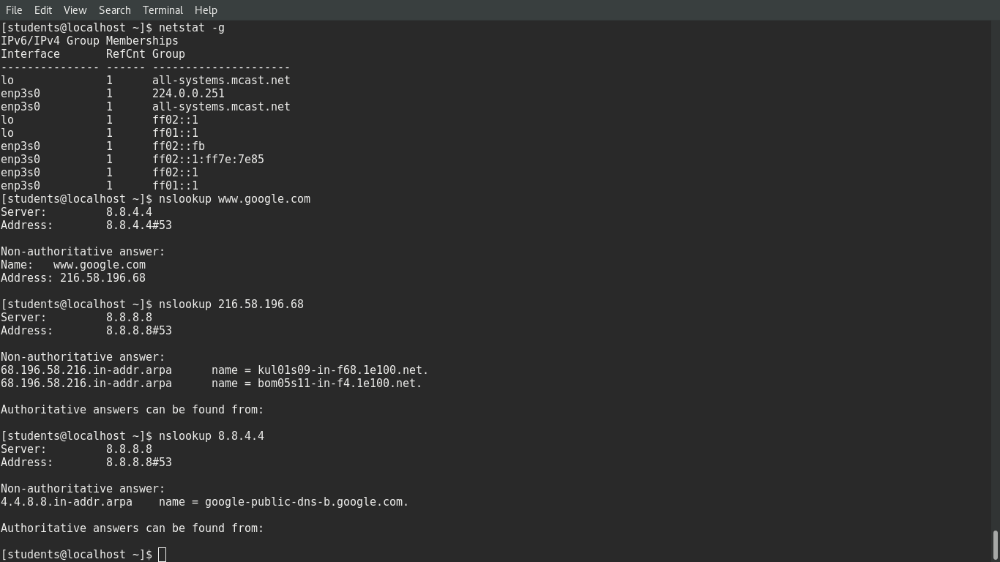 File Edit View Search Terminal Help
[students@localhost ~]$ netstat -g
IPv6/IPv4 Group Memberships
Interface       RefCnt Group
--------------- ------ ---------------------
lo              1      all-systems.mcast.net
enp3s0          1      224.0.0.251
enp3s0          1      all-systems.mcast.net
lo              1      ff02::1
lo              1      ff01::1
enp3s0          1      ff02::fb
enp3s0          1      ff02::1:ff7e:7e85
enp3s0          1      ff02::1
enp3s0          1      ff01::1
[students@localhost ~]$ nslookup www.google.com
Server:         8.8.4.4
Address:        8.8.4.4#53

Non-authoritative answer:
Name:   www.google.com
Address: 216.58.196.68

[students@localhost ~]$ nslookup 216.58.196.68
Server:         8.8.8.8
Address:        8.8.8.8#53

Non-authoritative answer:
68.196.58.216.in-addr.arpa      name = kul01s09-in-f68.1e100.net.
68.196.58.216.in-addr.arpa      name = bom05s11-in-f4.1e100.net.

Authoritative answers can be found from:

[students@localhost ~]$ nslookup 8.8.4.4
Server:         8.8.8.8
Address:        8.8.8.8#53

Non-authoritative answer:
4.4.8.8.in-addr.arpa    name = google-public-dns-b.google.com.

Authoritative answers can be found from:

[students@localhost ~]$